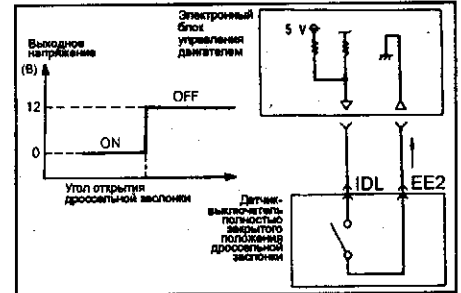 Выходное
напряжение
(В)
12
OFF
ON
0
Угол открытия
дроссельной заслонки
Электронный
блок
управления
двигателем
5 V
IDL
EE2
Датчик-
выключатель
полностью
закрытого
положения
дроссельной
заслонки